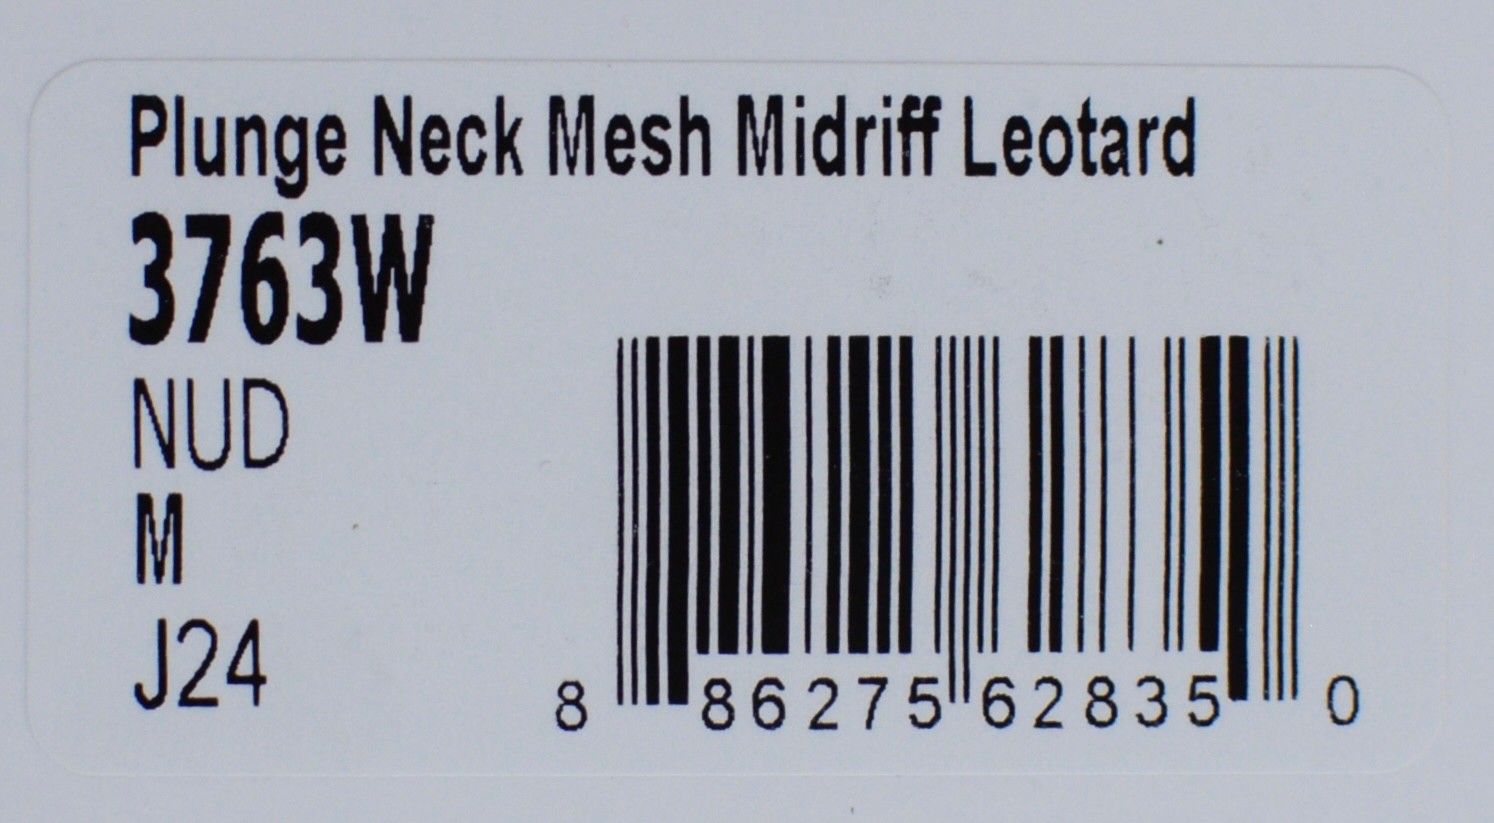 Plunge Neck Mesh Midriff Leotard
3763W
NUD
M
J24
8 86275 62835 0